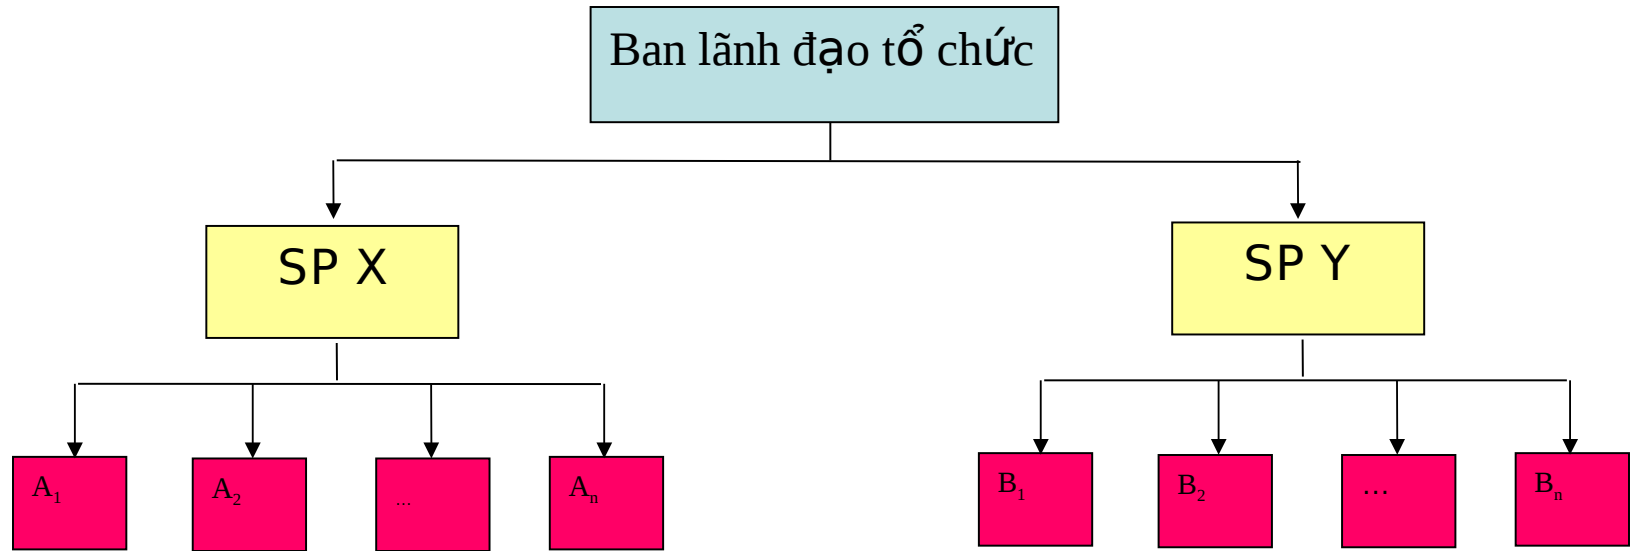 Ban lãnh đạo tổ chức
SP X
SP Y
A1
A2
...
An
B1
B2
...
Bn